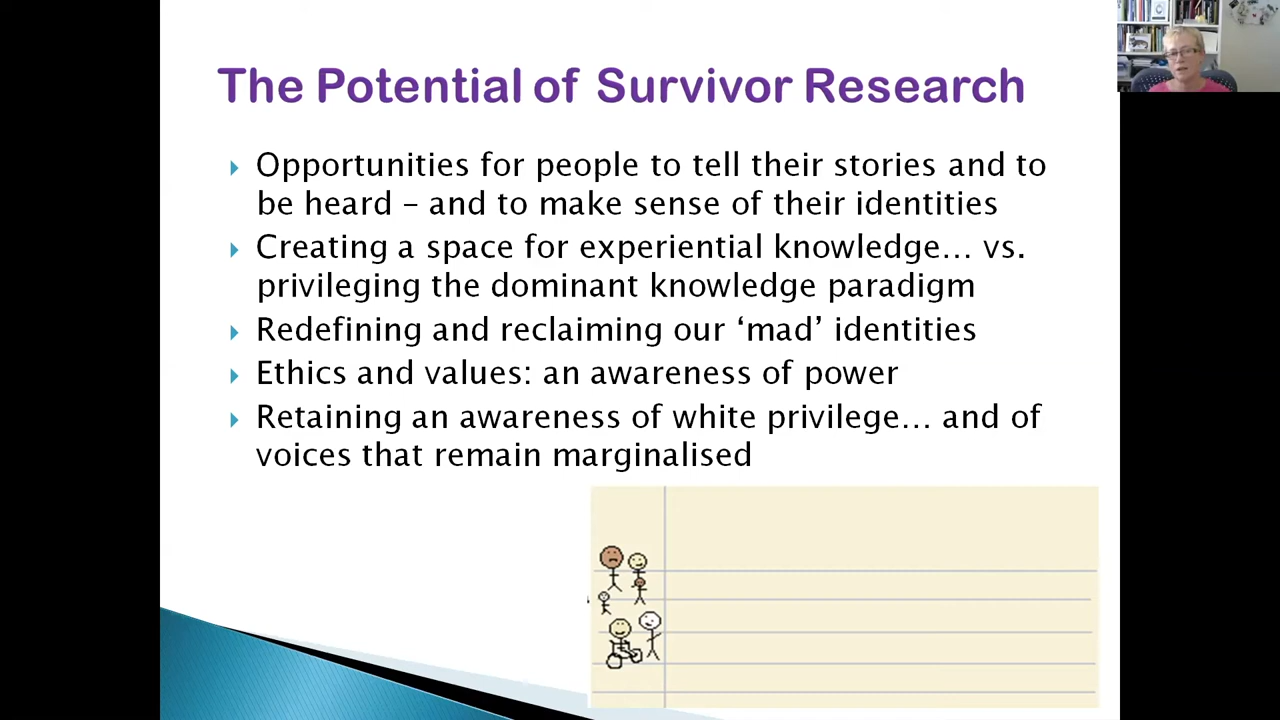 The Potential of Survivor Research
Opportunities for people to tell their stories and to
be heard – and to make sense of their identities
Creating a space for experiential knowledge… vs.
privileging the dominant knowledge paradigm
Redefining and reclaiming our ‘mad’ identities
Ethics and values: an awareness of power
Retaining an awareness of white privilege… and of
voices that remain marginalised